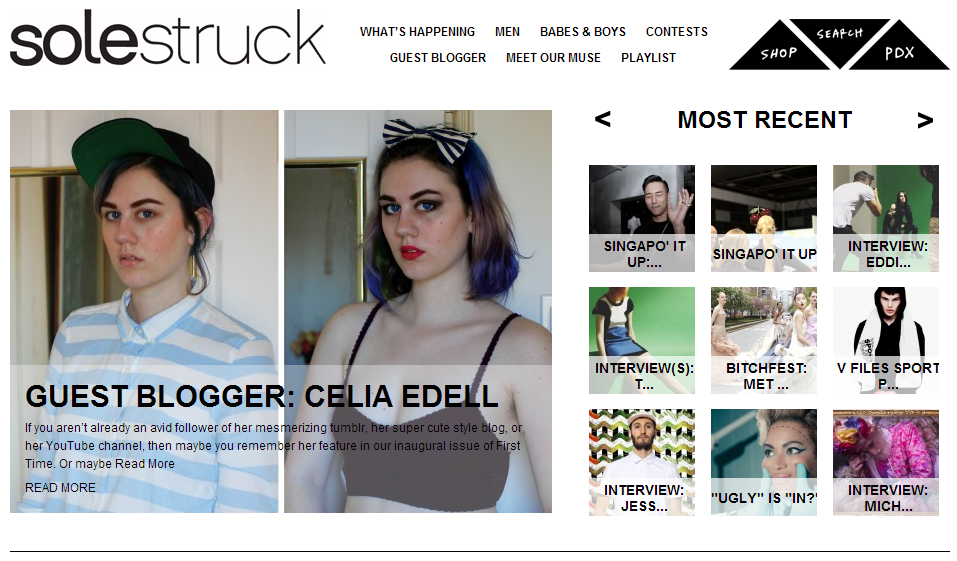 solestruck
WHAT'S HAPPENING MEN BABES & BOYS CONTESTS
GUEST BLOGGER MEET OUR MUSE PLAYLIST
SHOP SEARCH PDX
< MOST RECENT >
GUEST BLOGGER: CELIA EDELL
If you aren't already an avid follower of her mesmerizing tumblr, her super cute style blog, or
her YouTube channel, then maybe you remember her feature in our inaugural issue of First
Time. Or maybe Read More
READ MORE
SINGAPO' IT
UP:...
SINGAPO' IT UP
INTERVIEW:
EDDI...
INTERVIEW(S):
T...
BITCHFEST:
MET ...
V FILES SPORT
P...
INTERVIEW:
JESS...
"UGLY" IS "IN?"
INTERVIEW:
MICH...